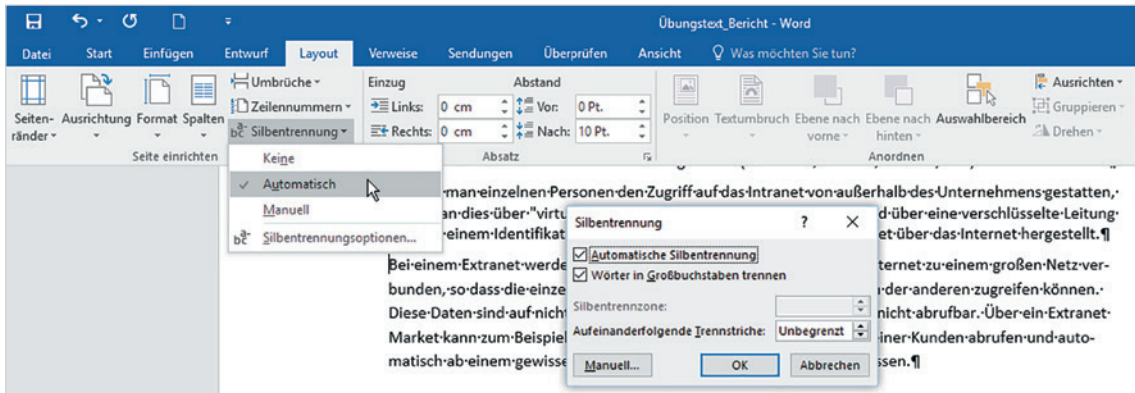 Übungstext_Bericht - Word
Datei Start Einfügen Entwurf Layout Verweise Sendungen Überprüfen Ansicht Was möchten Sie tun?
Seiten-
ränder
Ausrichtung Format Spalten
Umbrüche
Zeilennummern
Silbentrennung
Seite einrichten
Einzug Abstand
Links: 0 cm Vor: 0 Pt.
Rechts: 0 cm Nach: 10 Pt.
Absatz
Position Textumbruch Ebene nach
vorne
Ebene nach
hinten
Auswahlbereich
Ausrichten
Gruppieren
Drehen
Anordnen
Keine
Automatisch
Manuell
Silbentrennungsoptionen...
man·einzelnen·Personen·den·Zugriff·auf·das·Intranet·von·außerhalb·des·Unternehmens·gestatten,·
dies·über·"virtu d·über·eine·verschlüsselte·Leitung·
einem·Identifikat et·über·das·Internet·hergestellt.¶
Bei·einem·Extranet·werde ternet·zu·einem·großen·Netz·ver-
bunden,·so·dass·die·einze der·anderen·zugreifen·können.·
Diese·Daten·sind·auf·nicht nicht·abrufbar.·Über·ein·Extranet·
Market·kann·zum·Beispiel iner·Kunden·abrufen·und·auto-
matisch·ab·einem·gewisse ssen.¶
Silbentrennung ? ×
Automatische Silbentrennung
Wörter in Großbuchstaben trennen
Silbentrennzone:
Aufeinanderfolgende Trennstriche: Unbegrenzt
Manuell... OK Abbrechen